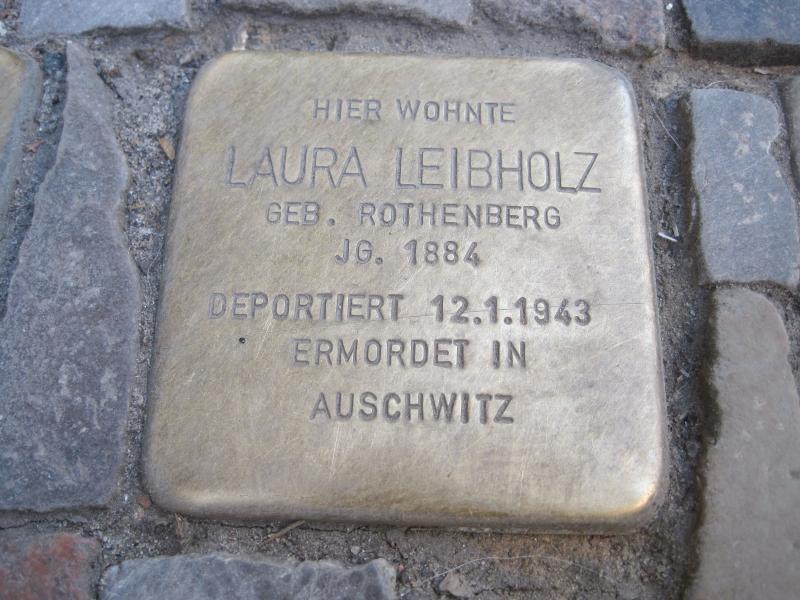 HIER WOHNTE
LAURA LEIBHOLZ
GEB. ROTHENBERG
JG. 1884
DEPORTIERT 12.1.1943
ERMORDET IN
AUSCHWITZ